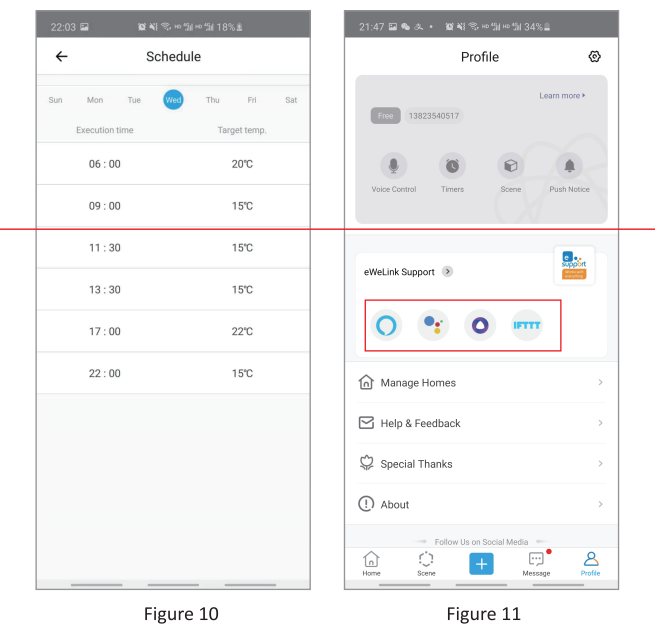 22:03 18%
Schedule
Sun Mon Tue Wed Thu Fri Sat
Execution time Target temp.
06 : 00 20℃
09 : 00 15℃
11 : 30 15℃
13 : 30 15℃
17 : 00 22℃
22 : 00 15℃
Figure 10
21:47 34%
Profile
Learn more
Free 13823540517
Voice Control Timers Scene Push Notice
eWeLink Support
e support
IFTTT
Manage Homes
Help & Feedback
Special Thanks
About
Follow Us on Social Media
Home Scene Message Profile
Figure 11